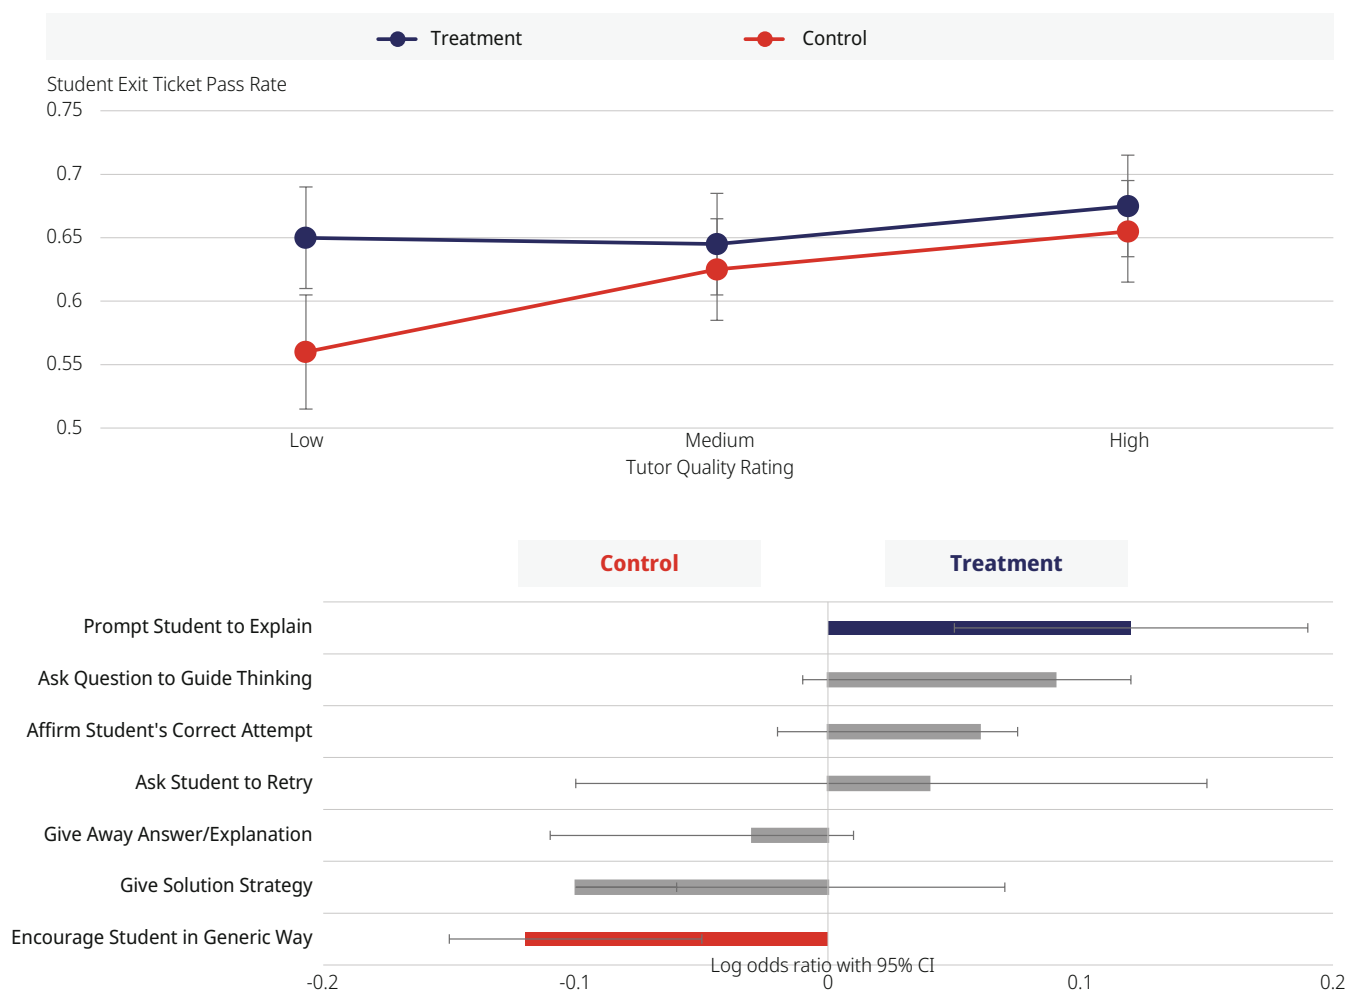 Treatment Control
Student Exit Ticket Pass Rate
0.75
0.7
0.65
0.6
0.55
0.5
Low Medium High
Tutor Quality Rating
Control Treatment
Prompt Student to Explain
Ask Question to Guide Thinking
Affirm Student's Correct Attempt
Ask Student to Retry
Give Away Answer/Explanation
Give Solution Strategy
Encourage Student in Generic Way
Log odds ratio with 95% CI
-0.2 -0.1 0 0.1 0.2